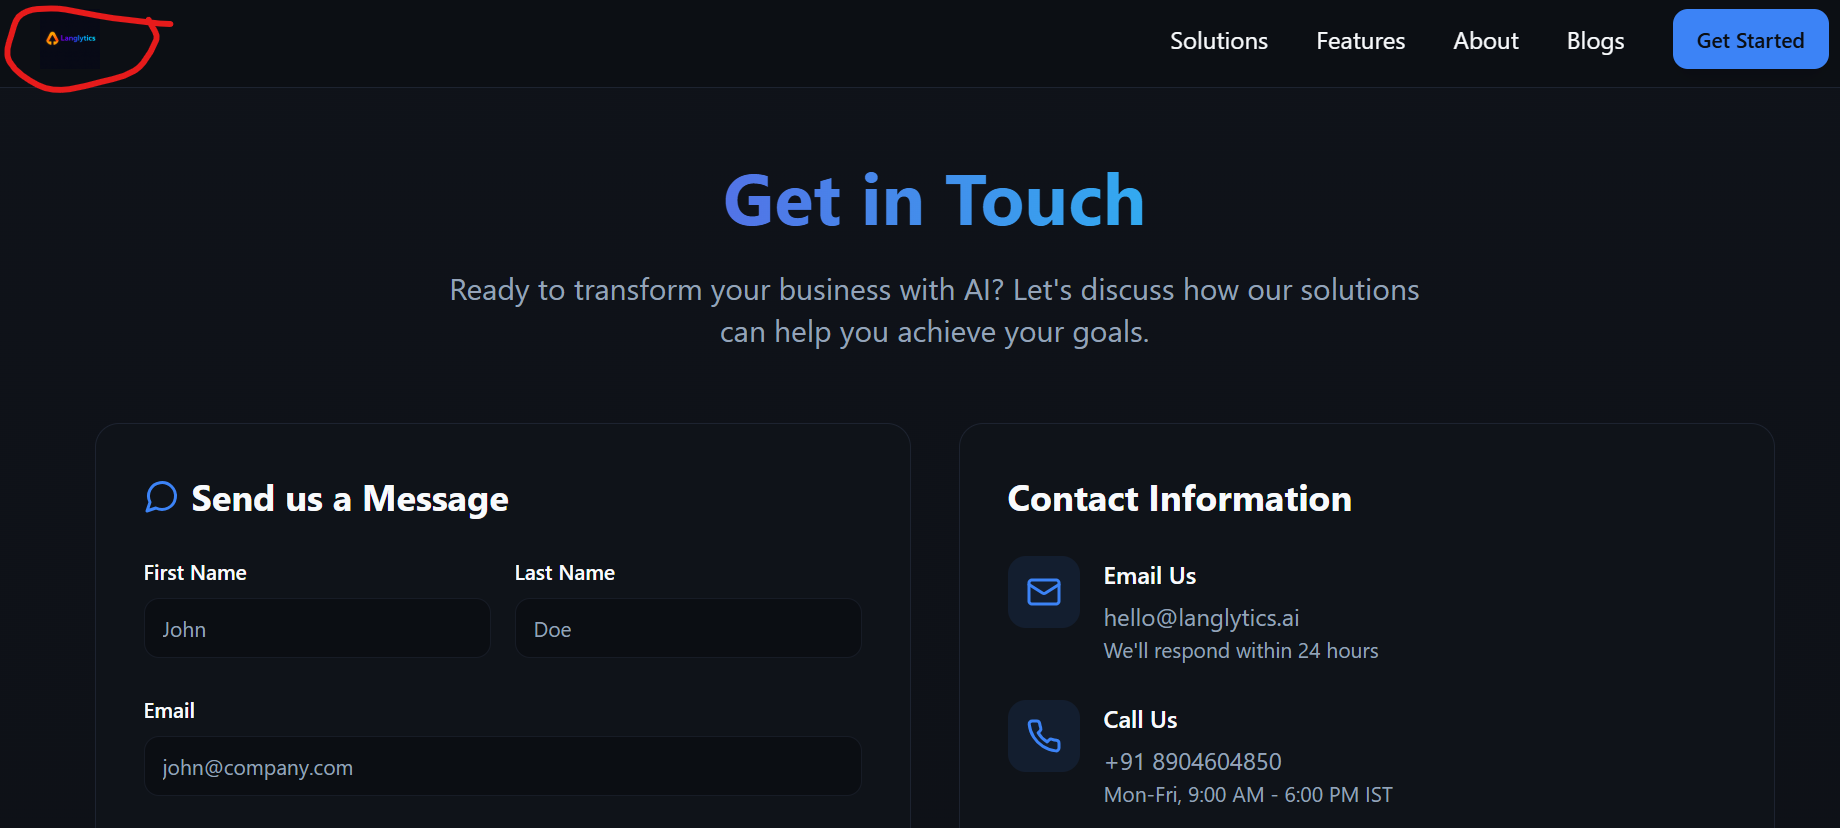 Langlytics
Solutions
Features
About
Blogs
Get Started
Get in Touch
Ready to transform your business with AI? Let's discuss how our solutions
can help you achieve your goals.
Send us a Message
First Name
Last Name
John
Doe
Email
john@company.com
Contact Information
Email Us
hello@langlytics.ai
We'll respond within 24 hours
Call Us
+91 8904604850
Mon-Fri, 9:00 AM - 6:00 PM IST